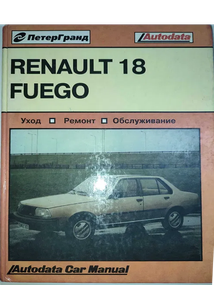 ПетерГранд Autodata
RENAULT 18
FUEGO
Уход Ремонт Обслуживание
Autodata Car Manual